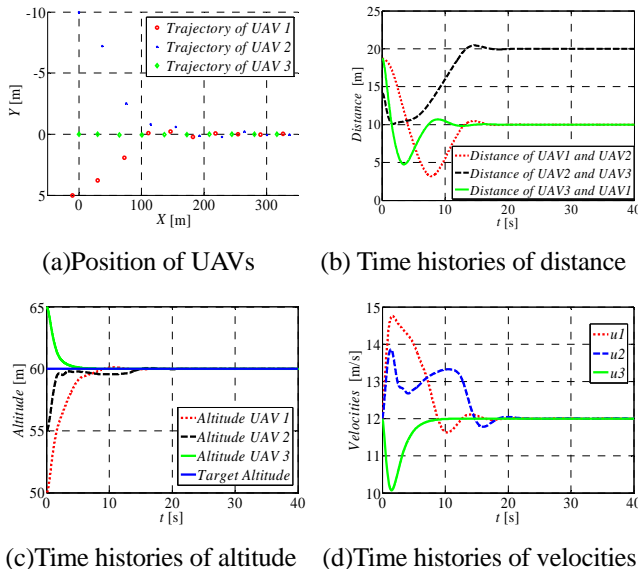 -10
-5
0
5
0
100
200
300
Y [m]
X [m]
Trajectory of UAV 1
Trajectory of UAV 2
Trajectory of UAV 3
(a)Position of UAVs
25
20
15
10
5
0
0
10
20
30
40
Distance [m]
t [s]
Distance of UAV1 and UAV2
Distance of UAV2 and UAV3
Distance of UAV3 and UAV1
(b) Time histories of distance
65
60
55
50
0
10
20
30
40
Altitude [m]
t [s]
Altitude UAV 1
Altitude UAV 2
Altitude UAV 3
Target Altitude
(c)Time histories of altitude
15
14
13
12
11
10
0
10
20
30
40
Velocities [m/s]
t [s]
u1
u2
u3
(d)Time histories of velocities